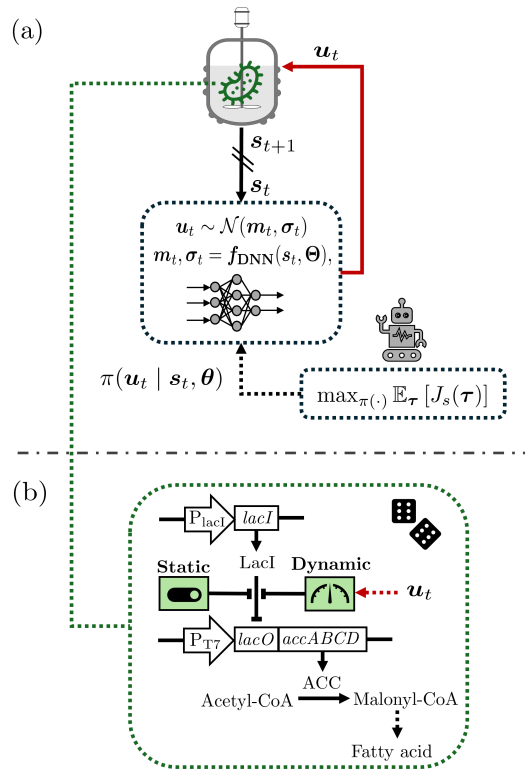 (a)
u_t
s_{t+1}
s_t
u_t ∼ N(m_t, σ_t)
m_t, σ_t = f_DNN(s_t, Θ),
π(u_t | s_t, θ)
max_{π(·)} 𝔼_τ [J_s(τ)]
(b)
P_lacI lacI
LacI
Static Dynamic
u_t
P_T7 lacO accABCD
ACC
Acetyl-CoA Malonyl-CoA
Fatty acid